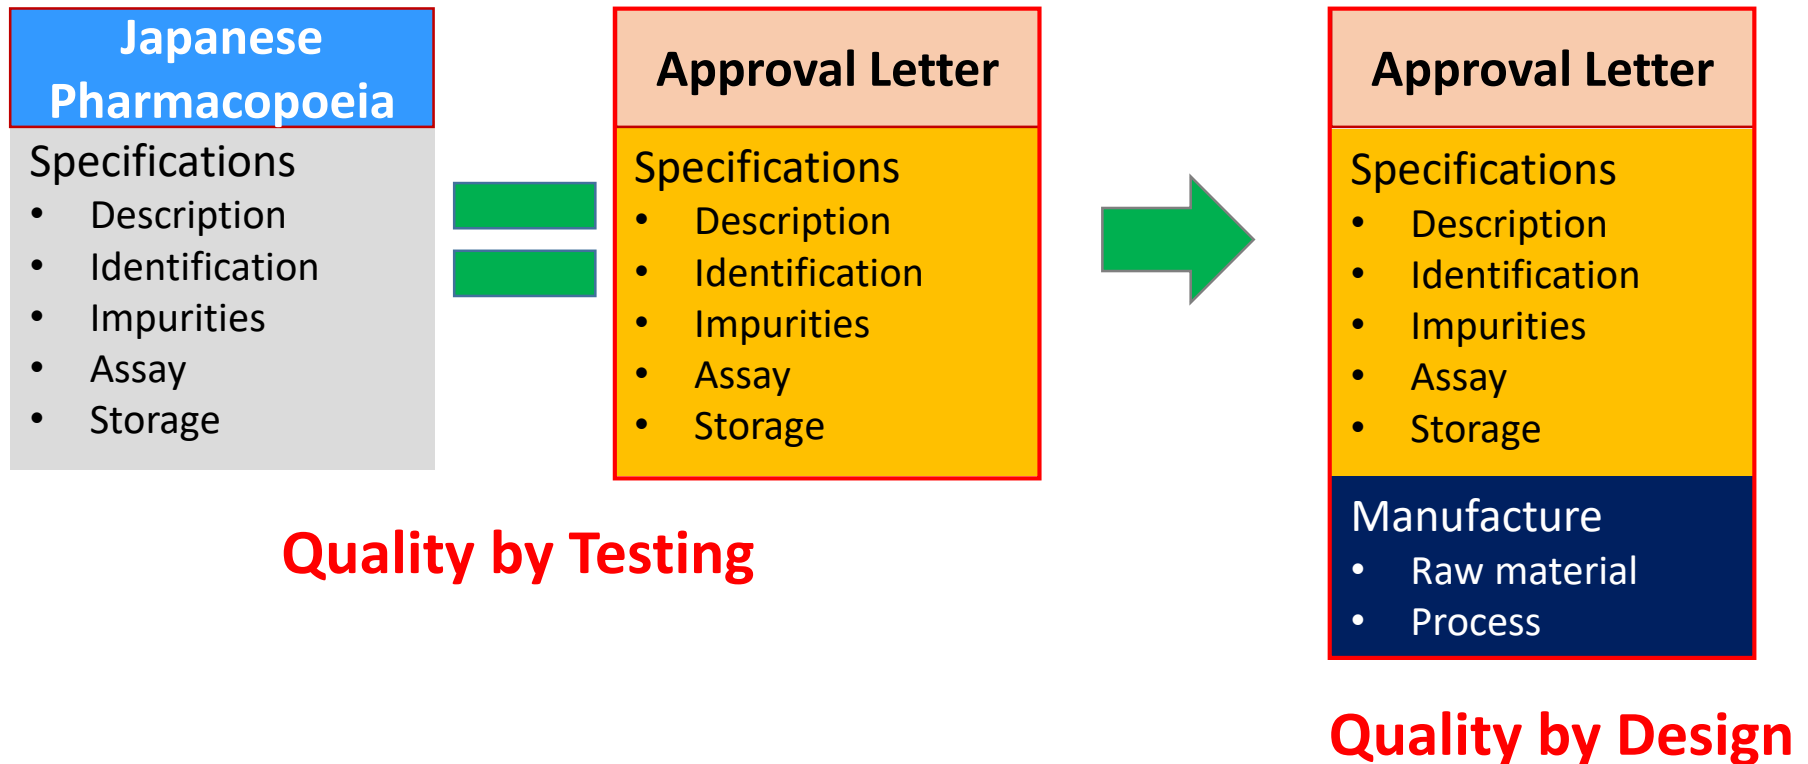 Japanese
Pharmacopoeia
Specifications
• Description
• Identification
• Impurities
• Assay
• Storage
Approval Letter
Specifications
• Description
• Identification
• Impurities
• Assay
• Storage
Quality by Testing
Approval Letter
Specifications
• Description
• Identification
• Impurities
• Assay
• Storage
Manufacture
• Raw material
• Process
Quality by Design